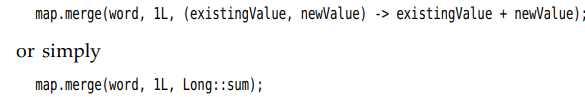 map.merge(word, 1L, (existingValue, newValue) -> existingValue + newValue);
or simply
map.merge(word, 1L, Long::sum);